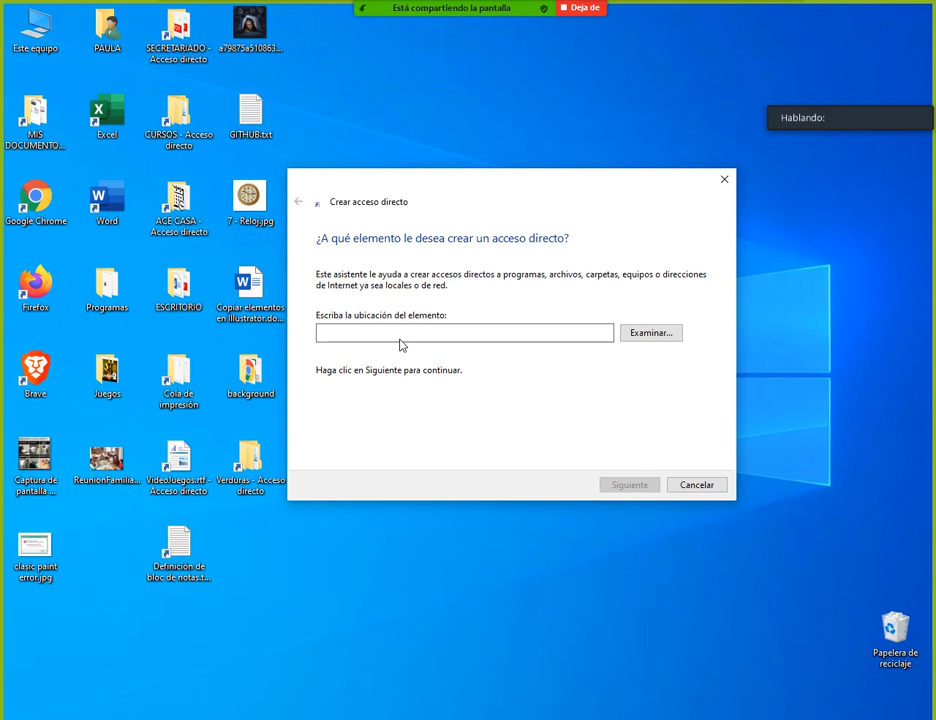 Está compartiendo la pantalla
Deja de
Hablando:
Este equipo
PAULA
SECRETARIADO -
Acceso directo
a79875a510863...
MIS
DOCUMENTO...
Excel
CURSOS - Acceso
directo
GITHUB.txt
Google Chrome
Word
ACE CASA -
Acceso directo
7 - Reloj.jpg
Firefox
Programas
ESCRITORIO
Copiar elementos
en Illustrator.do...
Brave
Juegos
Cola de
impresión
background
Captura de
pantalla ...
ReunionFamilia...
VideoJuegos.rtf -
Acceso directo
Verduras - Acceso
directo
clasic paint
error.jpg
Definición de
bloc de notas.t...
Papelera de
reciclaje
Crear acceso directo
¿A qué elemento le desea crear un acceso directo?
Este asistente le ayuda a crear accesos directos a programas, archivos, carpetas, equipos o direcciones
de Internet ya sea locales o de red.
Escriba la ubicación del elemento:
Examinar...
Haga clic en Siguiente para continuar.
Siguiente
Cancelar